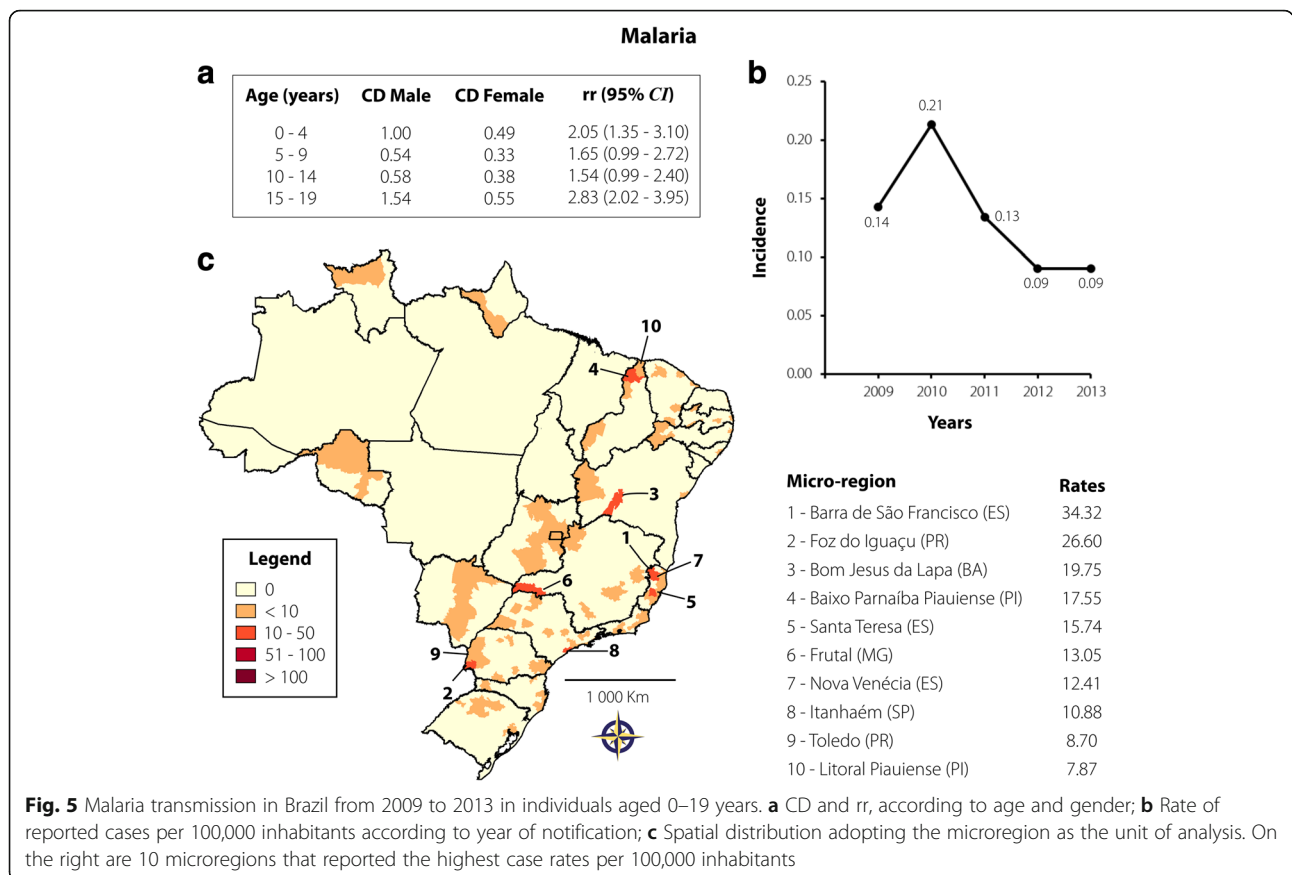 Malaria
a
Age (years) CD Male CD Female rr (95% CI)
0 - 4 1.00 0.49 2.05 (1.35 - 3.10)
5 - 9 0.54 0.33 1.65 (0.99 - 2.72)
10 - 14 0.58 0.38 1.54 (0.99 - 2.40)
15 - 19 1.54 0.55 2.83 (2.02 - 3.95)
b
0.25
0.20
0.15
0.10
0.05
0.00
Incidence
0.14
0.21
0.13
0.09
0.09
2009 2010 2011 2012 2013
Years
c
10
4
3
1
7
6
5
9
8
2
Legend
0
< 10
10 - 50
51 - 100
> 100
1 000 Km
Micro-region Rates
1 - Barra de São Francisco (ES) 34.32
2 - Foz do Iguaçu (PR) 26.60
3 - Bom Jesus da Lapa (BA) 19.75
4 - Baixo Parnaíba Piauiense (PI) 17.55
5 - Santa Teresa (ES) 15.74
6 - Frutal (MG) 13.05
7 - Nova Venécia (ES) 12.41
8 - Itanhaém (SP) 10.88
9 - Toledo (PR) 8.70
10 - Litoral Piauiense (PI) 7.87
Fig. 5 Malaria transmission in Brazil from 2009 to 2013 in individuals aged 0–19 years. a CD and rr, according to age and gender; b Rate of
reported cases per 100,000 inhabitants according to year of notification; c Spatial distribution adopting the microregion as the unit of analysis. On
the right are 10 microregions that reported the highest case rates per 100,000 inhabitants